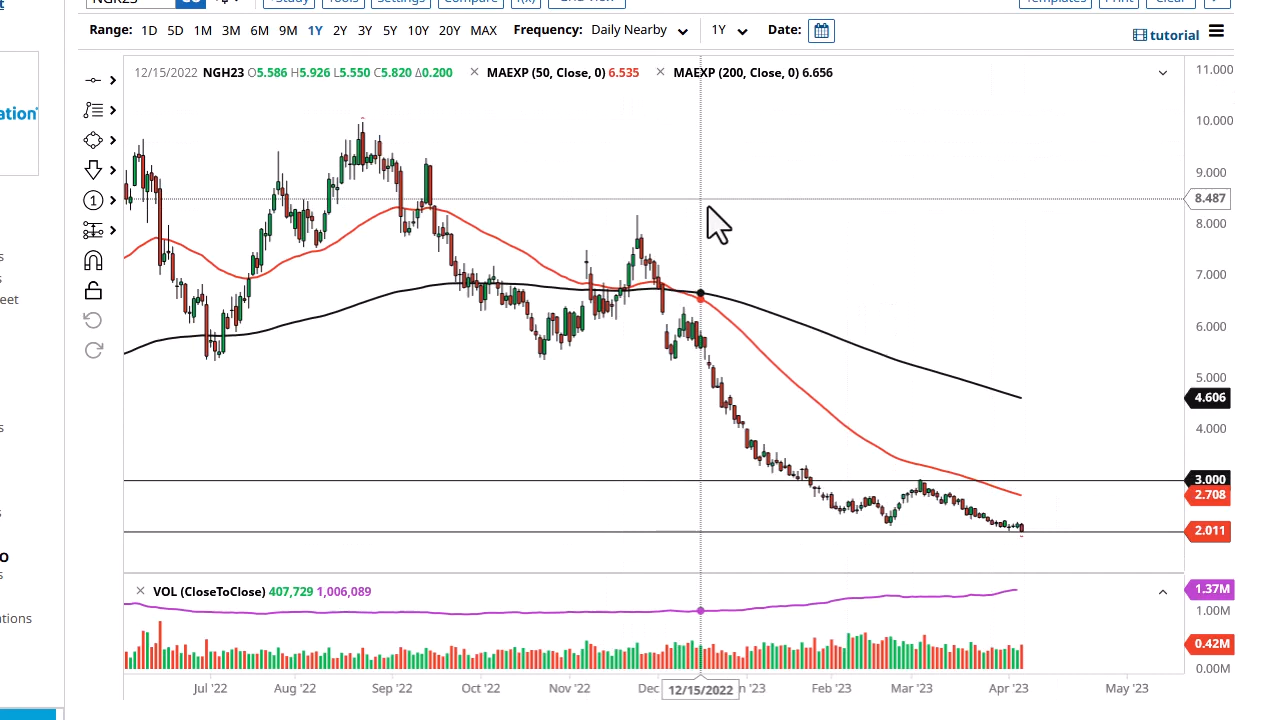 Range: 1D 5D 1M 3M 6M 9M 1Y 2Y 3Y 5Y 10Y 20Y MAX Frequency: Daily Nearby 1Y Date:
tutorial
12/15/2022 NGH23 O5.586 H5.926 L5.550 C5.820 Δ0.200 × MAEXP (50, Close, 0) 6.535 × MAEXP (200, Close, 0) 6.656
11.000
10.000
9.000
8.487
8.000
7.000
6.000
5.000
4.606
4.000
3.000
2.708
2.011
× VOL (CloseToClose) 407,729 1,006,089
1.37M
1.00M
0.42M
0.00M
Jul '22 Aug '22 Sep '22 Oct '22 Nov '22 Dec 12/15/2022 n '23 Feb '23 Mar '23 Apr '23 May '23
ation
eet
ations